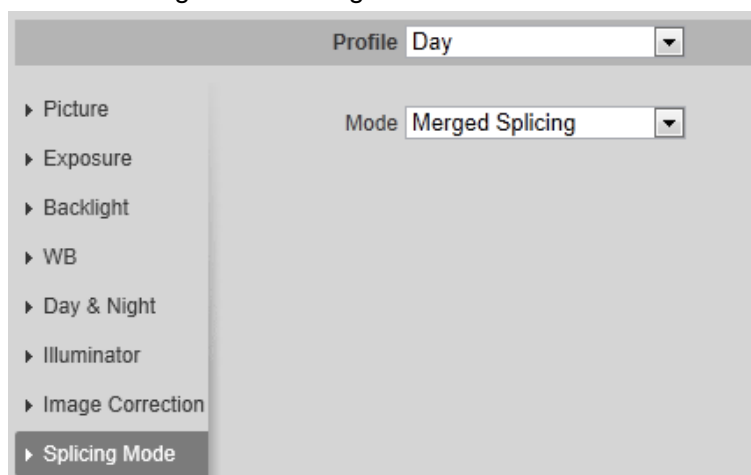 Profile Day
Picture
Mode Merged Splicing
Exposure
Backlight
WB
Day & Night
Illuminator
Image Correction
Splicing Mode